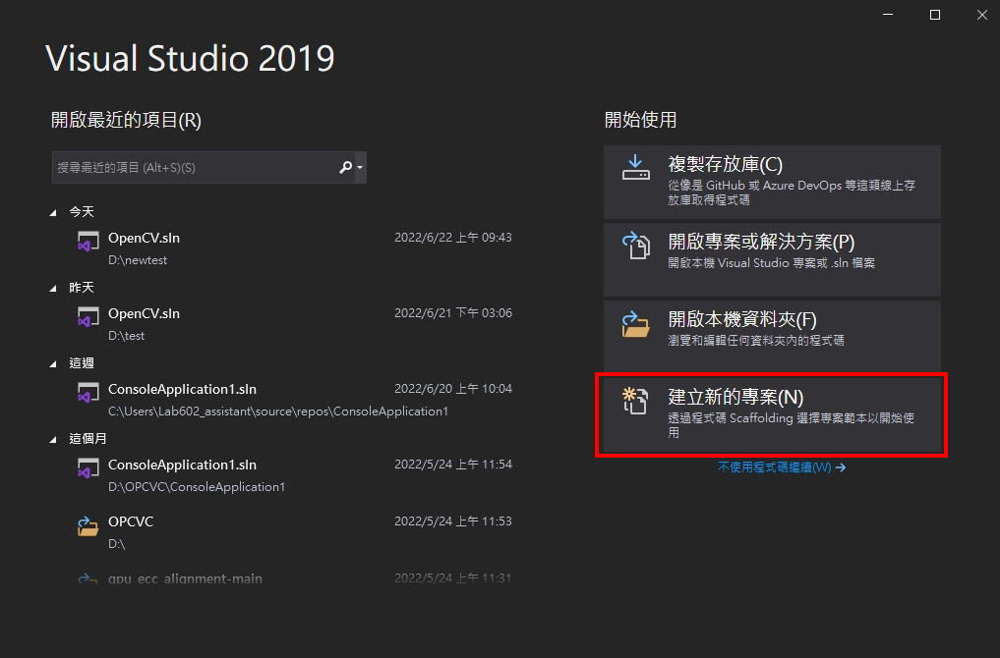 Visual Studio 2019
開啟最近的項目(R)
搜尋最近的項目 (Alt+S)(S)
今天
OpenCV.sln
2022/6/22 上午 09:43
D:\newtest
昨天
OpenCV.sln
2022/6/21 下午 03:06
D:\test
這週
ConsoleApplication1.sln
2022/6/20 上午 10:04
C:\Users\Lab602_assistant\source\repos\ConsoleApplication1
這個月
ConsoleApplication1.sln
2022/5/24 上午 11:54
D:\OPCVC\ConsoleApplication1
OPCVC
2022/5/24 上午 11:53
D:\
gpu_ecc_alignment-main
2022/5/24 上午 11:31
開始使用
複製存放庫(C)
從像是 GitHub 或 Azure DevOps 等這類線上存
放庫取得程式碼
開啟專案或解決方案(P)
開啟本機 Visual Studio 專案或 .sln 檔案
開啟本機資料夾(F)
瀏覽和編輯任何資料夾內的程式碼
建立新的專案(N)
透過程式碼 Scaffolding 選擇專案範本以開始使
用
不使用程式碼繼續(W)